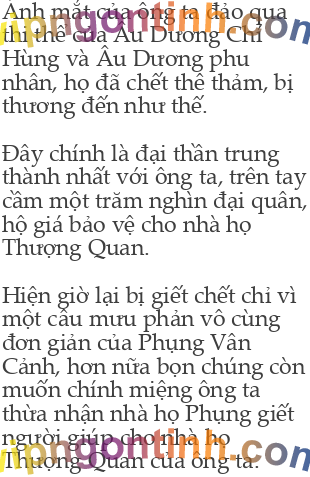 Ánh mắt của ông ta đảo qua
thi thể của Âu Dương Chí
Hùng và Âu Dương phu
nhân, họ đã chết thê thảm, bị
thương đến như thế.
Đây chính là đại thần trung
thành nhất với ông ta, trên tay
cầm một trăm nghìn đại quân,
hộ giá bảo vệ cho nhà họ
Thượng Quan.
Hiện giờ lại bị giết chết chỉ vì
một câu mưu phản vô cùng
đơn giản của Phụng Vân
Cảnh, hơn nữa bọn chúng còn
muốn chính miệng ông ta
thừa nhận nhà họ Phụng giết
người giúp cho nhà họ
Thượng Quan của ông ta.